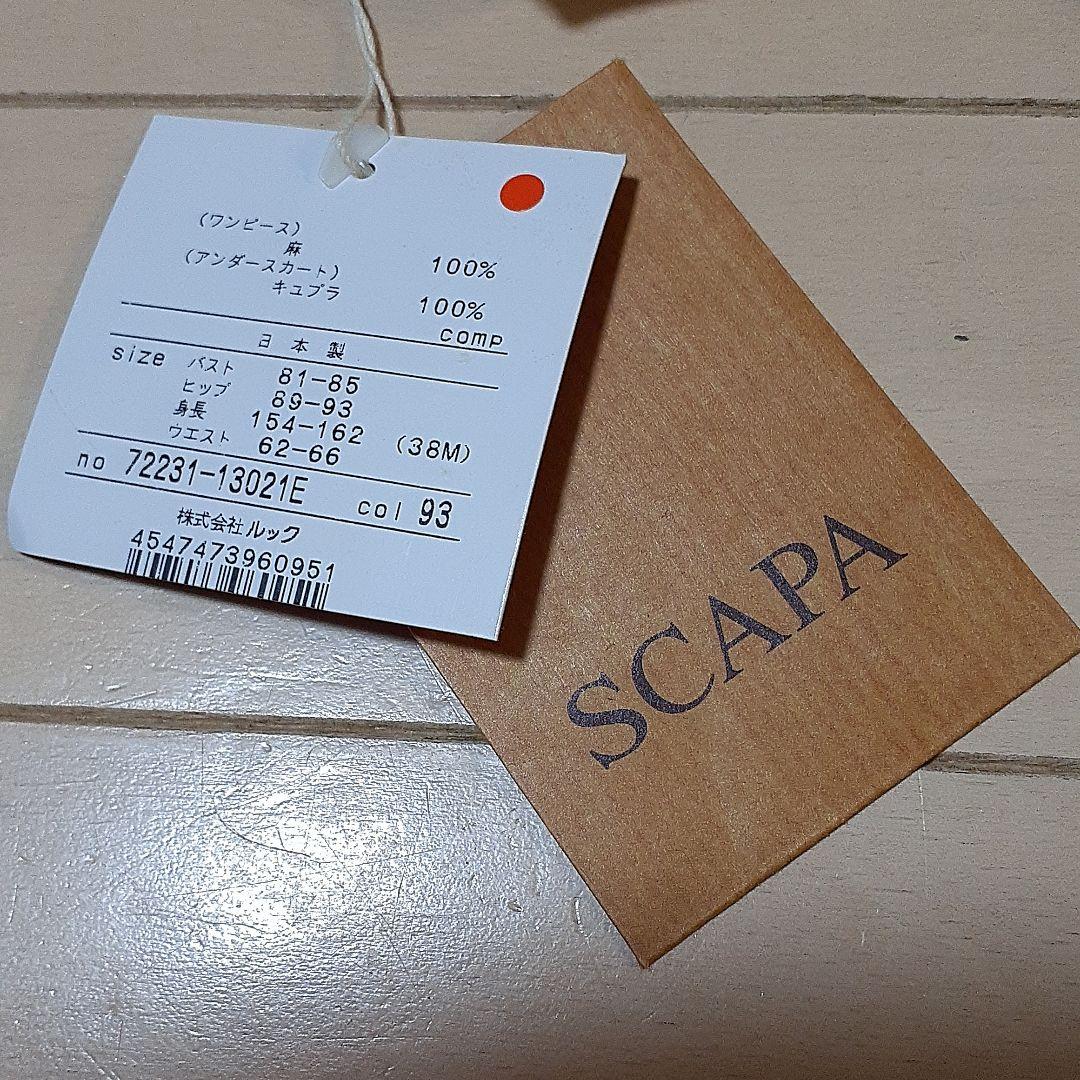 (ワンピース)
麻 100%
(アンダースカート)
キュプラ 100%
comp
日本製
size バスト 81-85
ヒップ 89-93
身長 154-162 (38M)
ウエスト 62-66
no 72231-13021E col 93
株式会社ルック
4547473960951
SCAPA